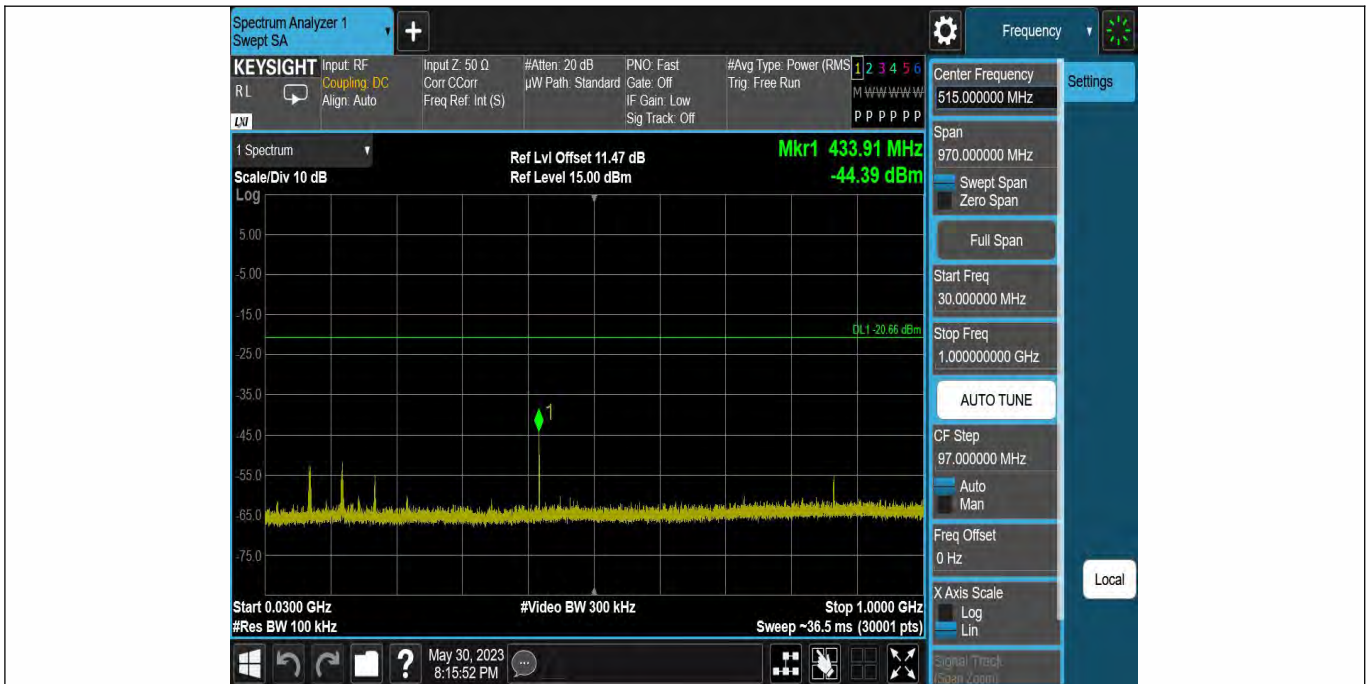 Spectrum Analyzer 1
Swept SA
+
Frequency
KEYSIGHT
RL
LXI
Input: RF
Coupling: DC
Align: Auto
Input Z: 50 Ω
Corr CCorr
Freq Ref: Int (S)
#Atten: 20 dB
µW Path: Standard
PNO: Fast
Gate: Off
IF Gain: Low
Sig Track: Off
#Avg Type: Power (RMS
Trig: Free Run
1 2 3 4 5 6
M W W W W W
P P P P P P
1 Spectrum
Scale/Div 10 dB
Ref Lvl Offset 11.47 dB
Ref Level 15.00 dBm
Mkr1 433.91 MHz
-44.39 dBm
Log
5.00
-5.00
-15.0
DL1 -20.66 dBm
-25.0
-35.0
1
-45.0
-55.0
-65.0
-75.0
Start 0.0300 GHz
#Res BW 100 kHz
#Video BW 300 kHz
Stop 1.0000 GHz
Sweep ~36.5 ms (30001 pts)
?
May 30, 2023
8:15:52 PM
Center Frequency
515.000000 MHz
Settings
Span
970.000000 MHz
Swept Span
Zero Span
Full Span
Start Freq
30.000000 MHz
Stop Freq
1.000000000 GHz
AUTO TUNE
CF Step
97.000000 MHz
Auto
Man
Freq Offset
0 Hz
X Axis Scale
Log
Lin
Signal Track
(Span Zoom)
Local